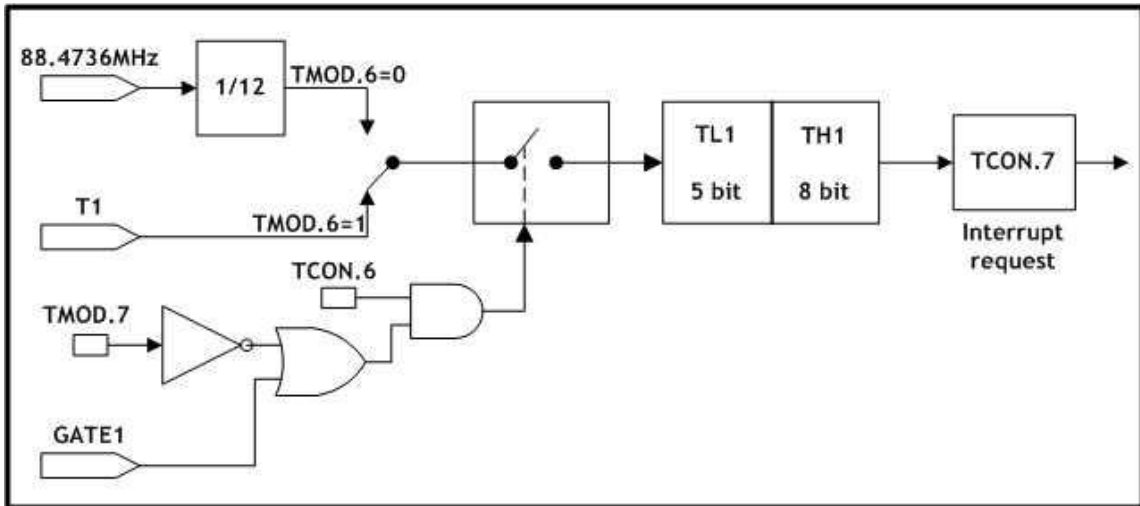 88.4736MHz
1/12
TMOD.6=0
T1
TMOD.6=1
TL1
5 bit
TH1
8 bit
TCON.7
Interrupt
request
TCON.6
TMOD.7
GATE1